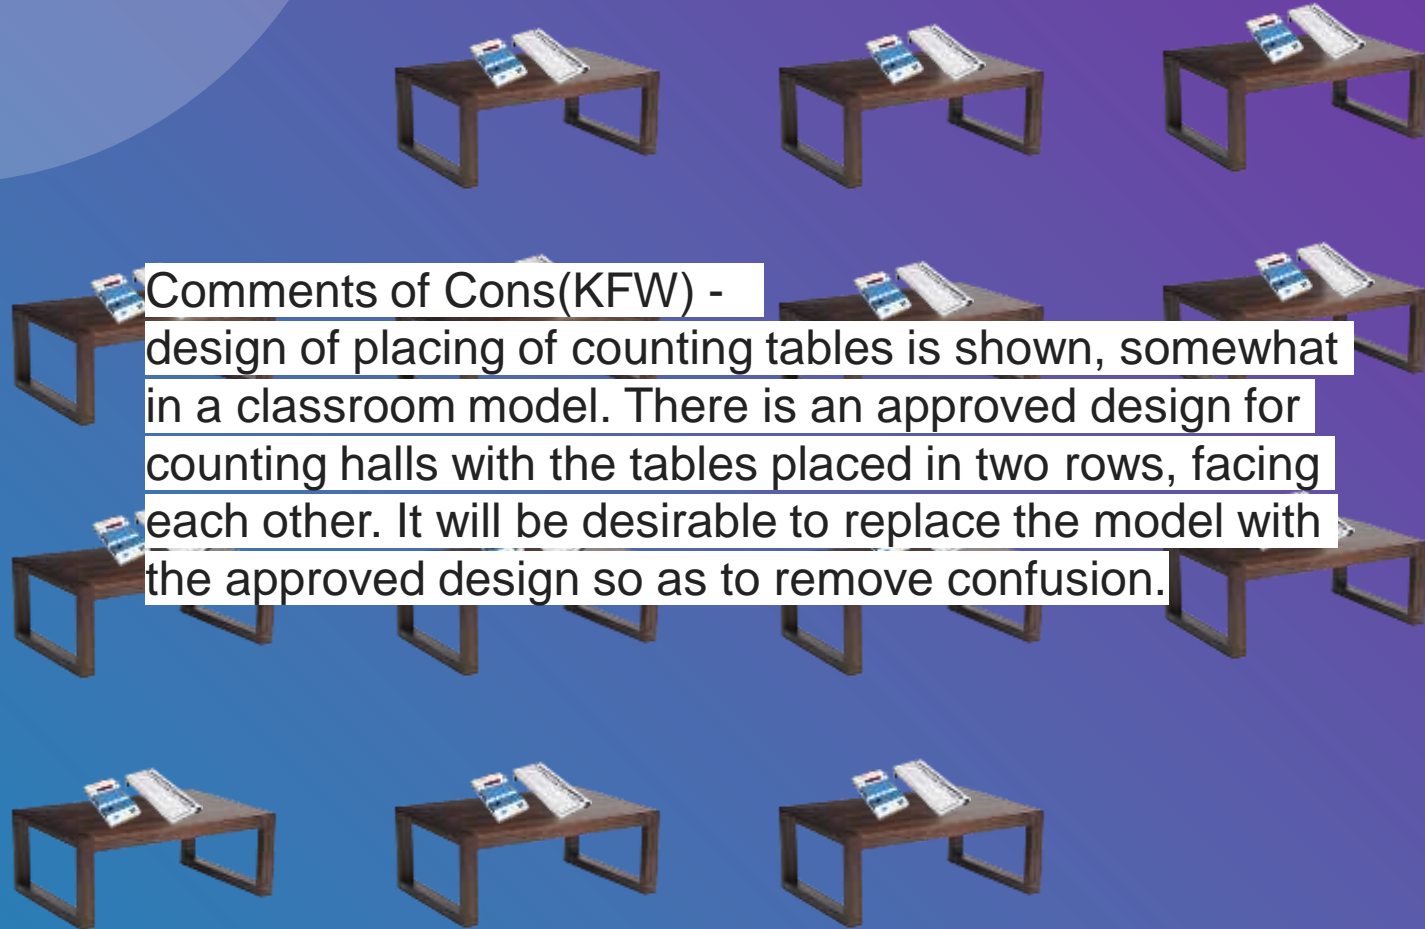 Comments of Cons(KFW) -
design of placing of counting tables is shown, somewhat
in a classroom model. There is an approved design for
counting halls with the tables placed in two rows, facing
each other. It will be desirable to replace the model with
the approved design so as to remove confusion.